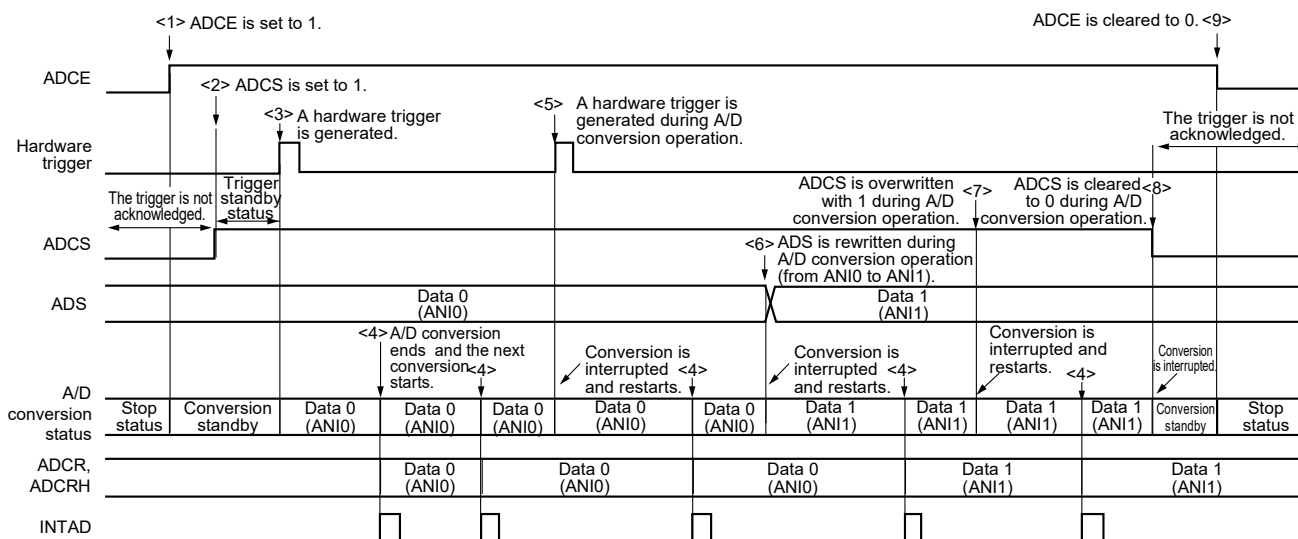 <1> ADCE is set to 1.
ADCE is cleared to 0. <9>
ADCE
<2> ADCS is set to 1.
<3> A hardware trigger
is generated.
<5> A hardware trigger is
generated during A/D
conversion operation.
The trigger is not
acknowledged.
Hardware
trigger
The trigger is not
acknowledged.
Trigger
standby
status
ADCS is overwritten
with 1 during A/D
conversion operation.
<7>
ADCS is cleared
to 0 during A/D
conversion operation.
<8>
ADCS
<6> ADS is rewritten during
A/D conversion operation
(from ANI0 to ANI1).
ADS
Data 0
(ANI0)
Data 1
(ANI1)
<4> A/D conversion
ends and the next
conversion
starts.
<4>
Conversion is
interrupted
and restarts.
<4>
Conversion is
interrupted
and restarts.
<4>
Conversion is
interrupted and
restarts.
<4>
Conversion
is interrupted.
A/D
conversion
status
Stop
status
Conversion
standby
Data 0
(ANI0)
Data 0
(ANI0)
Data 0
(ANI0)
Data 0
(ANI0)
Data 0
(ANI0)
Data 1
(ANI1)
Data 1
(ANI1)
Data 1
(ANI1)
Data 1
(ANI1)
Conversion
standby
Stop
status
ADCR,
ADCRH
Data 0
(ANI0)
Data 0
(ANI0)
Data 0
(ANI0)
Data 1
(ANI1)
Data 1
(ANI1)
INTAD